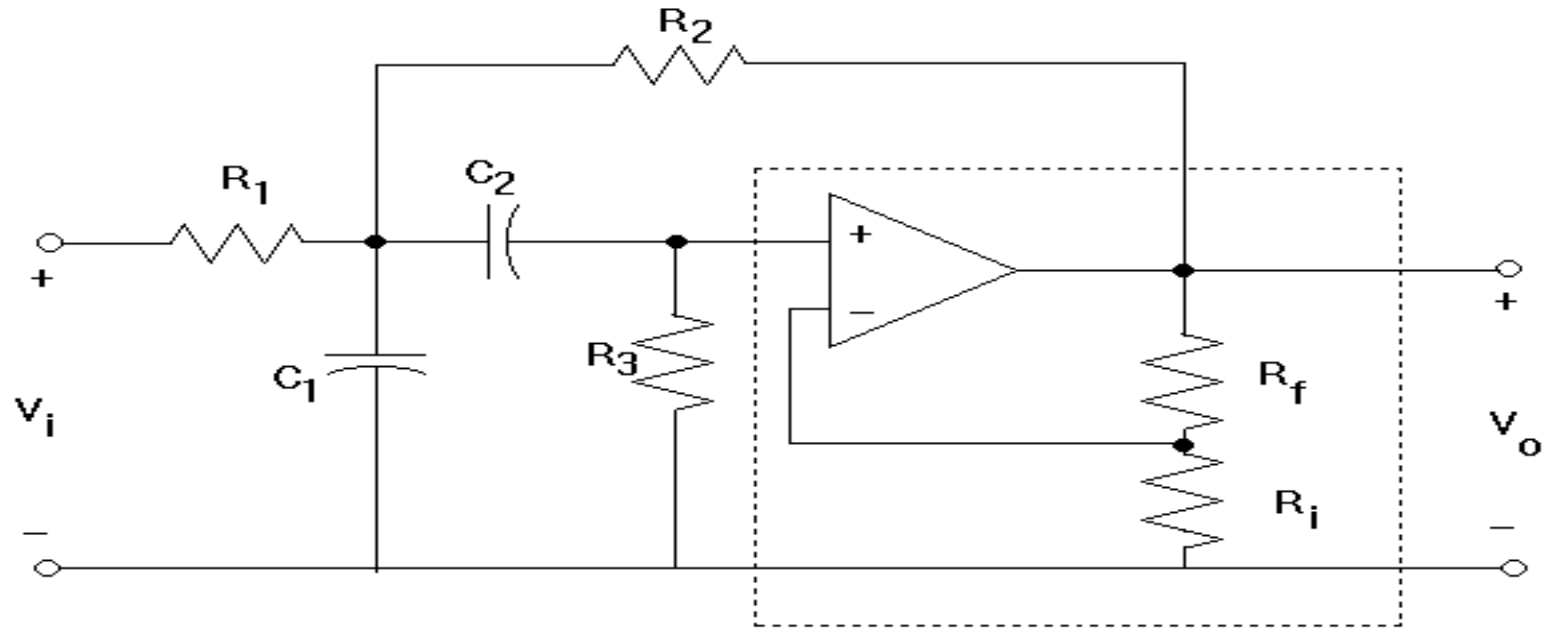 R2
R1
C2
+
+
–
+
+
R3
C1
Rf
vi
vo
Ri
–
–